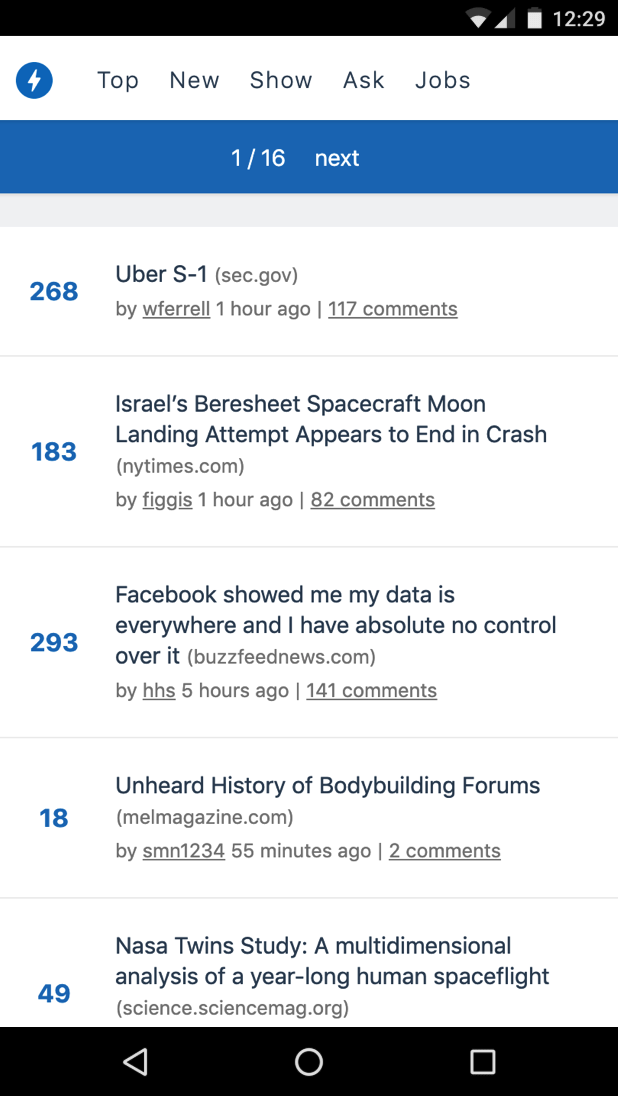 12:29
Top New Show Ask Jobs
1 / 16 next
268
Uber S-1 (sec.gov)
by wferrell 1 hour ago | 117 comments
183
Israel’s Beresheet Spacecraft Moon
Landing Attempt Appears to End in Crash
(nytimes.com)
by figgis 1 hour ago | 82 comments
293
Facebook showed me my data is
everywhere and I have absolute no control
over it (buzzfeednews.com)
by hhs 5 hours ago | 141 comments
18
Unheard History of Bodybuilding Forums
(melmagazine.com)
by smn1234 55 minutes ago | 2 comments
49
Nasa Twins Study: A multidimensional
analysis of a year-long human spaceflight
(science.sciencemag.org)